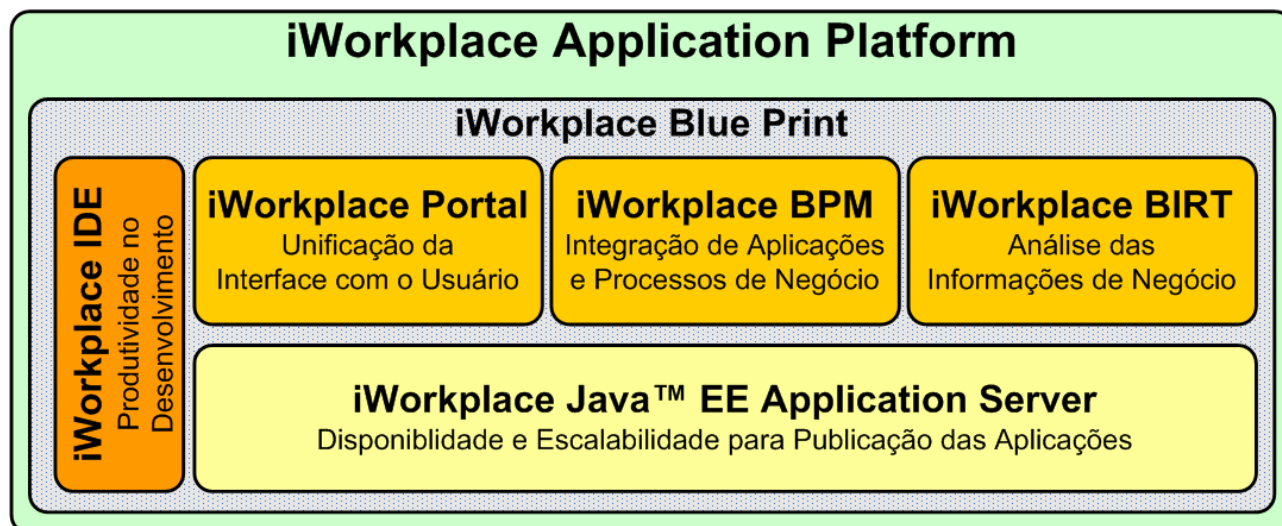 iWorkplace Application Platform
iWorkplace Blue Print
iWorkplace IDE
Produtividade no
Desenvolvimento
iWorkplace Portal
Unificação da
Interface com o Usuário
iWorkplace BPM
Integração de Aplicações
e Processos de Negócio
iWorkplace BIRT
Análise das
Informações de Negócio
iWorkplace Java™ EE Application Server
Disponiblidade e Escalabilidade para Publicação das Aplicações